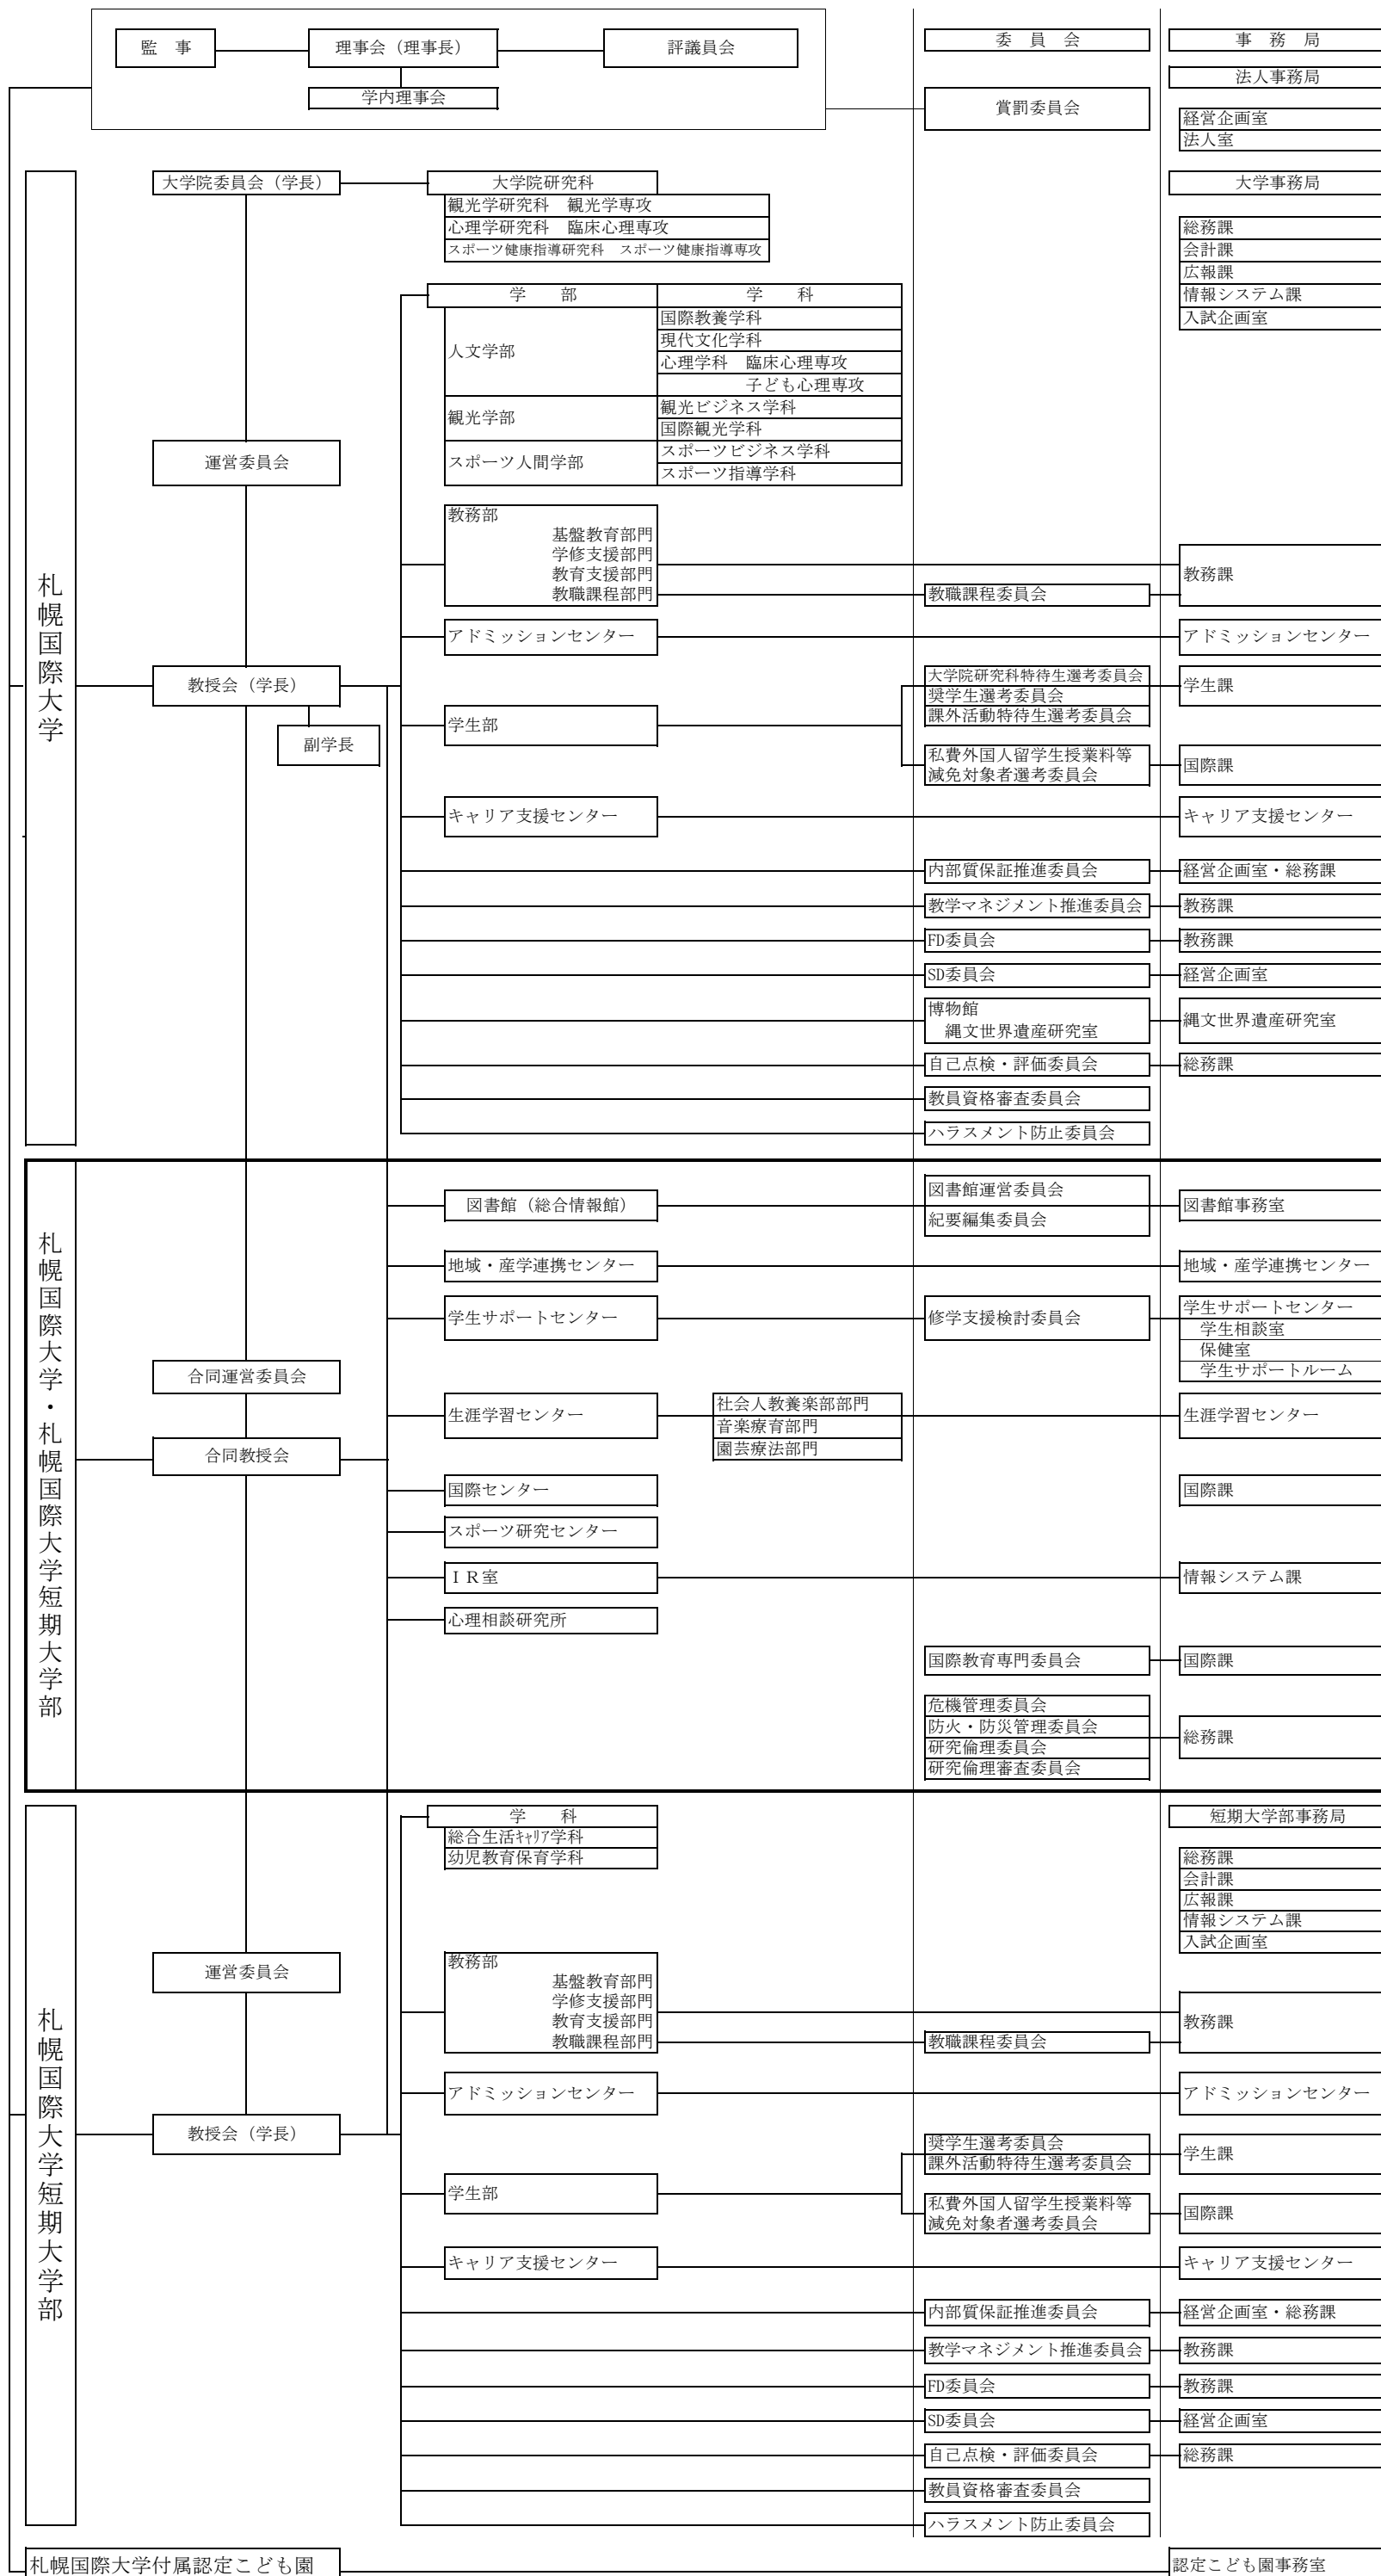 監　事
理事会（理事長）
評議員会
委　員　会
事　務　局
学内理事会
法人事務局
賞罰委員会
経営企画室
法人室
札幌国際大学
大学院委員会（学長）
大学院研究科
大学事務局
観光学研究科　観光学専攻
心理学研究科　臨床心理専攻
スポーツ健康指導研究科　スポーツ健康指導専攻
総務課
会計課
広報課
情報システム課
入試企画室
学　　部
学　　科
人文学部
国際教養学科
現代文化学科
心理学科　臨床心理専攻
子ども心理専攻
観光学部
観光ビジネス学科
国際観光学科
運営委員会
スポーツ人間学部
スポーツビジネス学科
スポーツ指導学科
教務部
基盤教育部門
学修支援部門
教育支援部門
教職課程部門
教職課程委員会
教務課
アドミッションセンター
アドミッションセンター
教授会（学長）
副学長
学生部
大学院研究科特待生選考委員会
奨学生選考委員会
課外活動特待生選考委員会
学生課
私費外国人留学生授業料等
減免対象者選考委員会
国際課
キャリア支援センター
キャリア支援センター
内部質保証推進委員会
経営企画室・総務課
教学マネジメント推進委員会
教務課
FD委員会
教務課
SD委員会
経営企画室
博物館
縄文世界遺産研究室
縄文世界遺産研究室
自己点検・評価委員会
総務課
教員資格審査委員会
ハラスメント防止委員会
札幌国際大学・札幌国際大学短期大学部
図書館（総合情報館）
図書館運営委員会
紀要編集委員会
図書館事務室
地域・産学連携センター
地域・産学連携センター
学生サポートセンター
修学支援検討委員会
学生サポートセンター
学生相談室
保健室
学生サポートルーム
合同運営委員会
生涯学習センター
社会人教養楽部部門
音楽療育部門
園芸療法部門
生涯学習センター
合同教授会
国際センター
国際課
スポーツ研究センター
ＩＲ室
情報システム課
心理相談研究所
国際教育専門委員会
国際課
危機管理委員会
防火・防災管理委員会
研究倫理委員会
研究倫理審査委員会
総務課
札幌国際大学短期大学部
学　　科
短期大学部事務局
総合生活ｷｬﾘｱ学科
幼児教育保育学科
総務課
会計課
広報課
情報システム課
入試企画室
運営委員会
教務部
基盤教育部門
学修支援部門
教育支援部門
教職課程部門
教職課程委員会
教務課
アドミッションセンター
アドミッションセンター
教授会（学長）
学生部
奨学生選考委員会
課外活動特待生選考委員会
学生課
私費外国人留学生授業料等
減免対象者選考委員会
国際課
キャリア支援センター
キャリア支援センター
内部質保証推進委員会
経営企画室・総務課
教学マネジメント推進委員会
教務課
FD委員会
教務課
SD委員会
経営企画室
自己点検・評価委員会
総務課
教員資格審査委員会
ハラスメント防止委員会
札幌国際大学付属認定こども園
認定こども園事務室